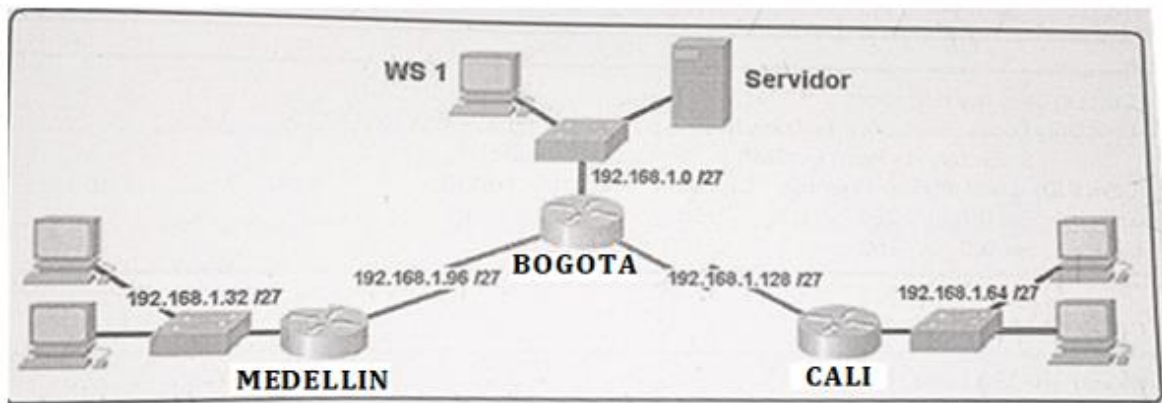 WS 1
Servidor
192.168.1.0 /27
BOGOTA
192.168.1.96 /27
192.168.1.128 /27
192.168.1.32 /27
192.168.1.64 /27
MEDELLIN
CALI